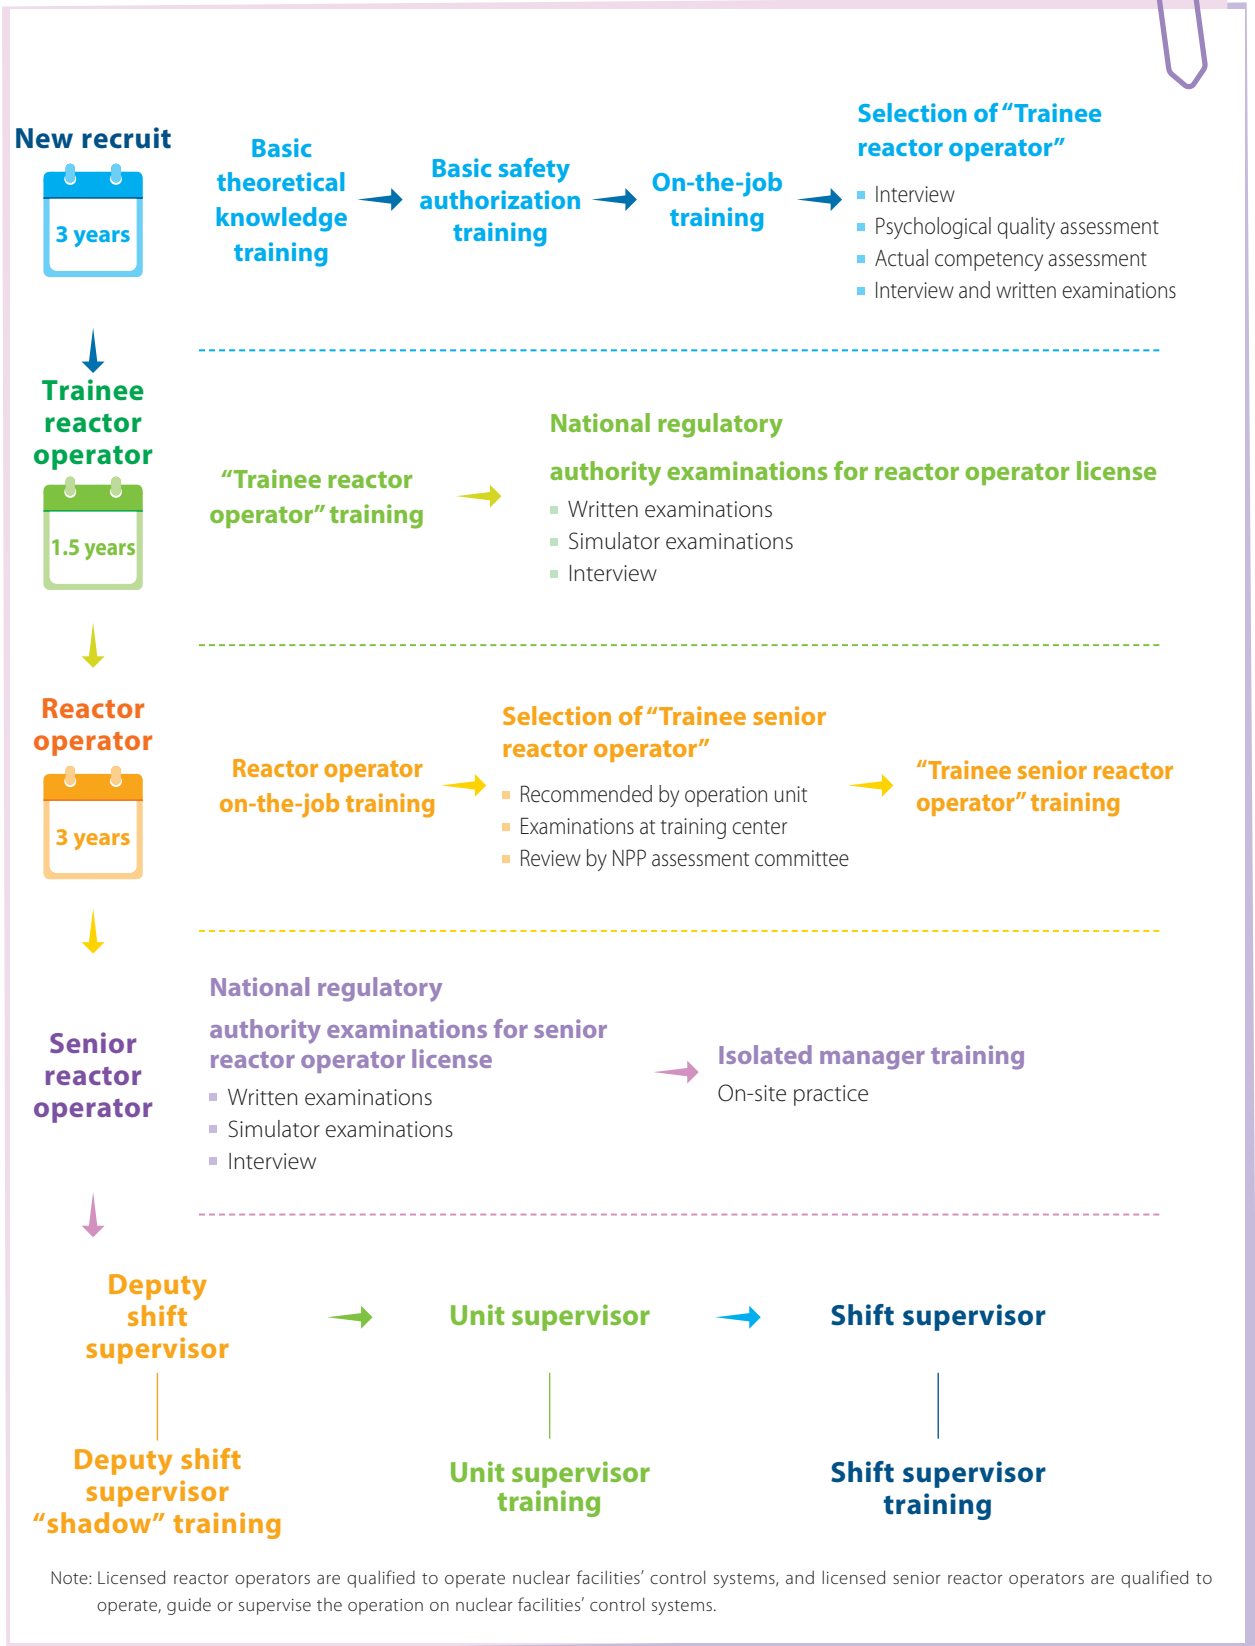 New recruit
3 years
Basic
theoretical
knowledge
training
Basic safety
authorization
training
On-the-job
training
Selection of “Trainee
reactor operator”
Interview
Psychological quality assessment
Actual competency assessment
Interview and written examinations
Trainee
reactor
operator
1.5 years
“Trainee reactor
operator” training
National regulatory
authority examinations for reactor operator license
Written examinations
Simulator examinations
Interview
Reactor
operator
3 years
Reactor operator
on-the-job training
Selection of “Trainee senior
reactor operator”
Recommended by operation unit
Examinations at training center
Review by NPP assessment committee
“Trainee senior reactor
operator” training
Senior
reactor
operator
National regulatory
authority examinations for senior
reactor operator license
Written examinations
Simulator examinations
Interview
Isolated manager training
On-site practice
Deputy
shift
supervisor
Unit supervisor
Shift supervisor
Deputy shift
supervisor
“shadow” training
Unit supervisor
training
Shift supervisor
training
Note: Licensed reactor operators are qualified to operate nuclear facilities’ control systems, and licensed senior reactor operators are qualified to
operate, guide or supervise the operation on nuclear facilities’ control systems.